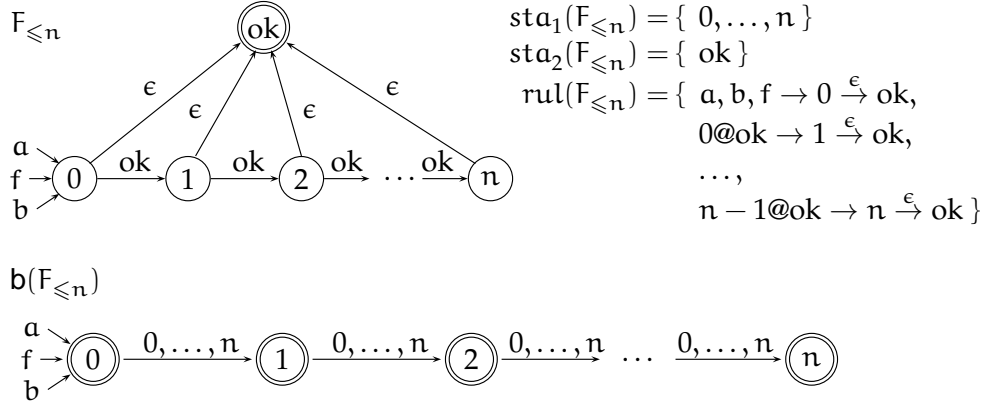 F⩽n
ok
sta₁(F⩽n) = { 0, . . . , n }
sta₂(F⩽n) = { ok }
rul(F⩽n) = { a, b, f → 0 →ᵋ ok,
0@ok → 1 →ᵋ ok,
. . . ,
n − 1@ok → n →ᵋ ok }
ϵ ϵ ϵ ϵ
a
f 0 ok 1 ok 2 ok · · · ok n
b
b(F⩽n)
a
f 0 0, . . . , n 1 0, . . . , n 2 0, . . . , n · · · 0, . . . , n n
b